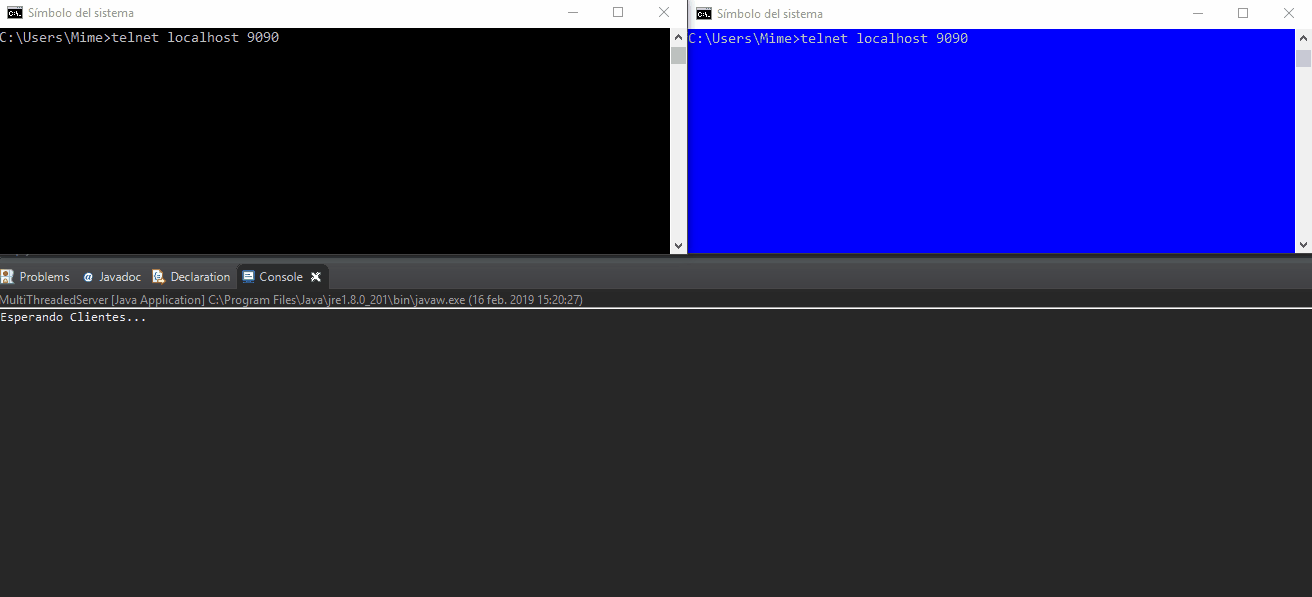 Símbolo del sistema
C:\Users\Mime>telnet localhost 9090
Símbolo del sistema
C:\Users\Mime>telnet localhost 9090
Problems @ Javadoc Declaration Console
MultiThreadedServer [Java Application] C:\Program Files\Java\jre1.8.0_201\bin\javaw.exe (16 feb. 2019 15:20:27)
Esperando Clientes...